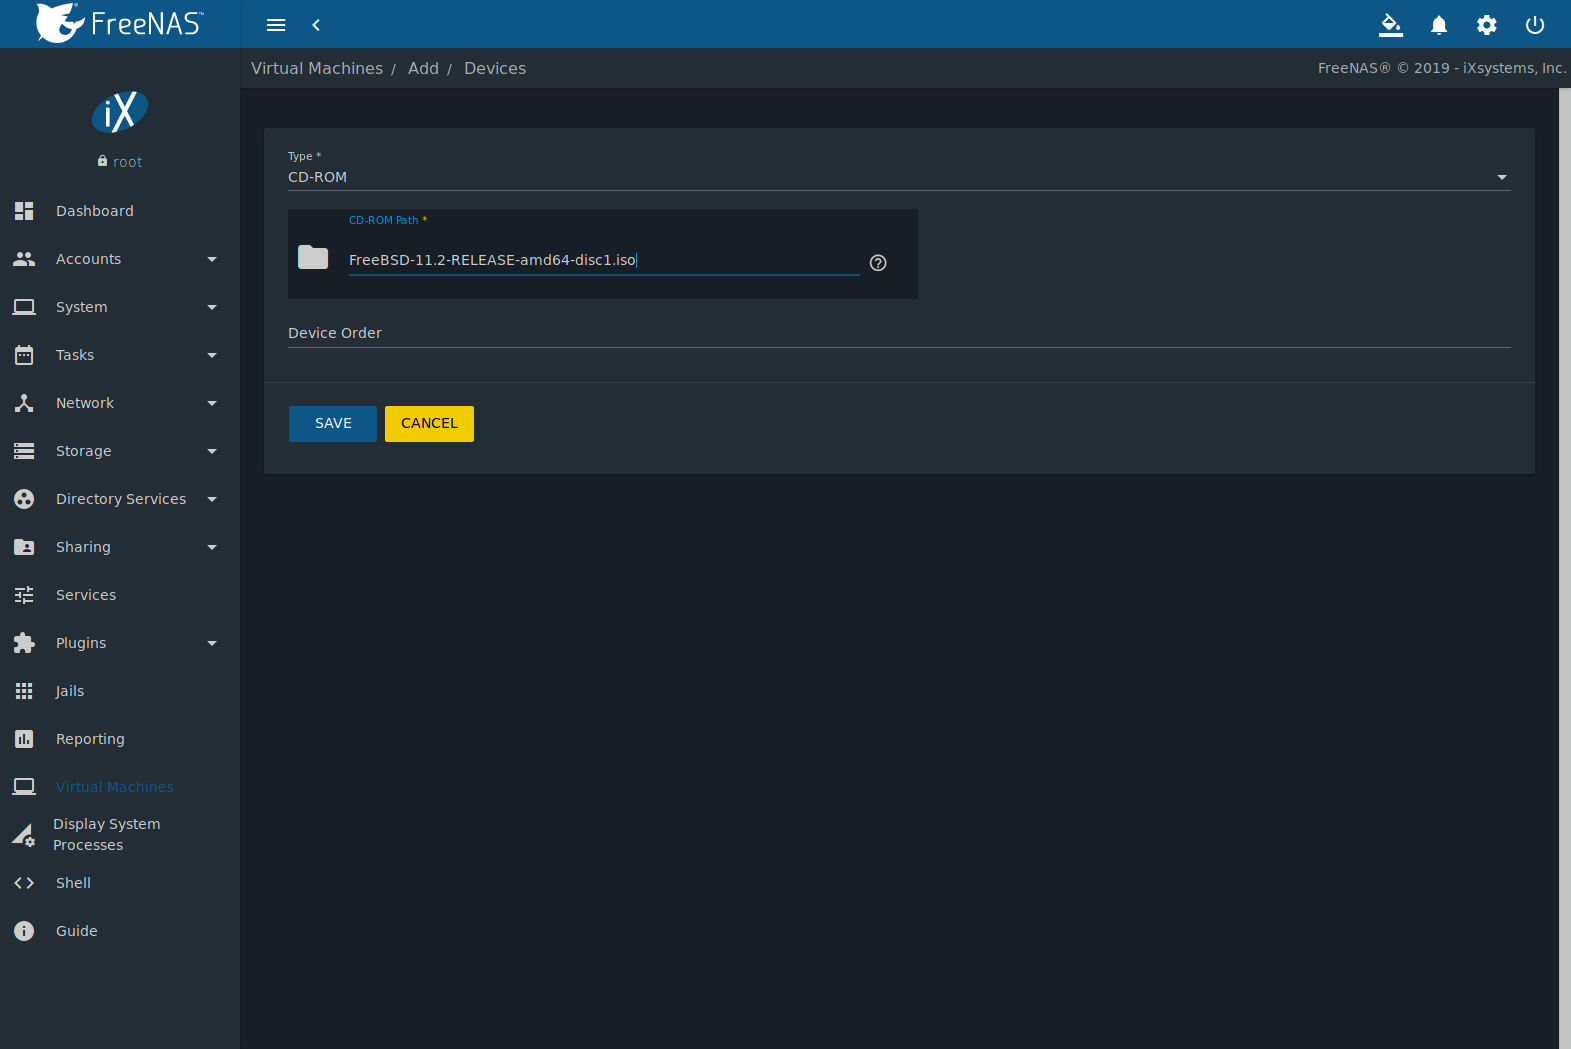 FreeNAS™
Virtual Machines / Add / Devices
FreeNAS® © 2019 - iXsystems, Inc.
iX
root
Dashboard
Accounts
System
Tasks
Network
Storage
Directory Services
Sharing
Services
Plugins
Jails
Reporting
Virtual Machines
Display System
Processes
Shell
Guide
Type *
CD-ROM
CD-ROM Path *
FreeBSD-11.2-RELEASE-amd64-disc1.iso
Device Order
SAVE
CANCEL